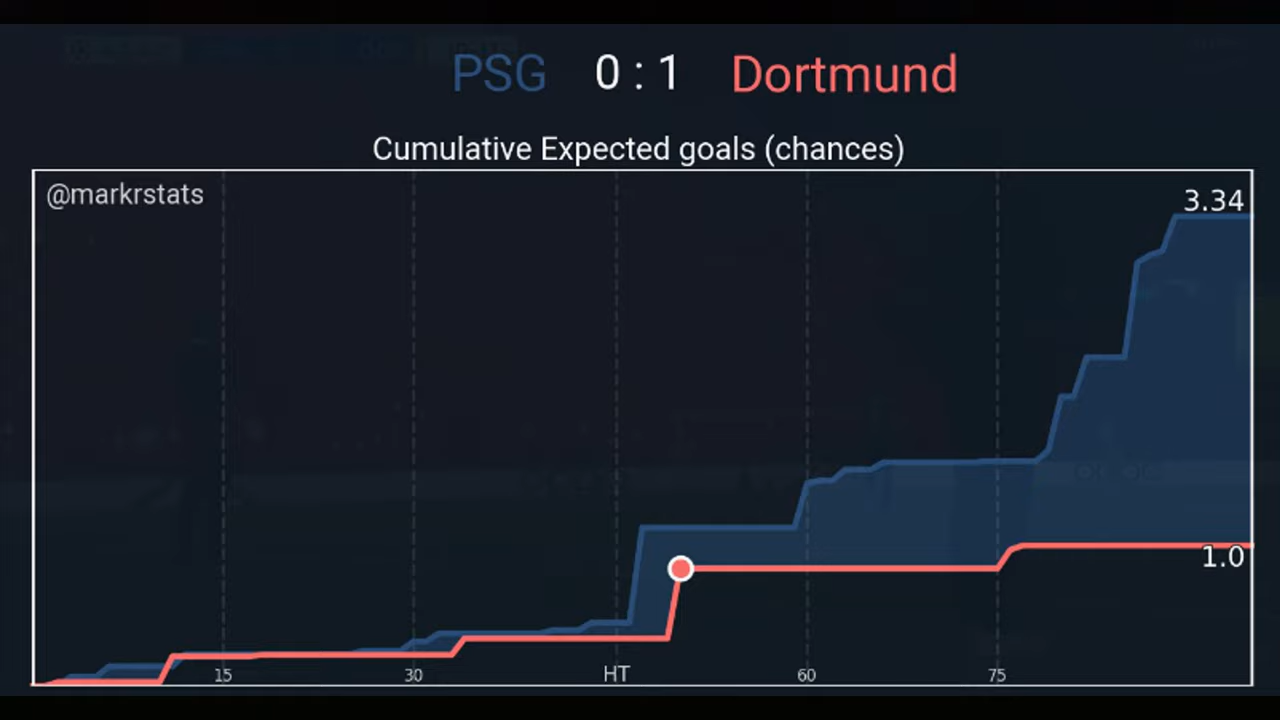 PSG 0 : 1 Dortmund
Cumulative Expected goals (chances)
@markrstats
3.34
1.0
15 30 HT 60 75